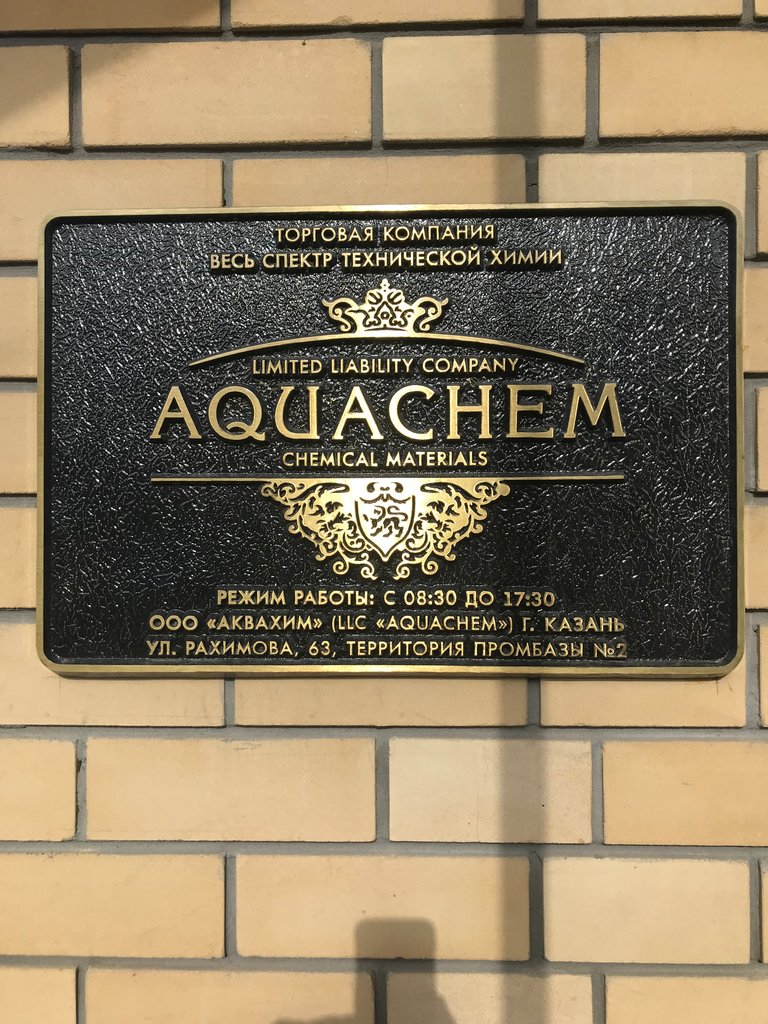 ТОРГОВАЯ КОМПАНИЯ
ВЕСЬ СПЕКТР ТЕХНИЧЕСКОЙ ХИМИИ
LIMITED LIABILITY COMPANY
AQUACHEM
CHEMICAL MATERIALS
РЕЖИМ РАБОТЫ: С 08:30 ДО 17:30
ООО «АКВАХИМ» (LLC «AQUACHEM») Г. КАЗАНЬ
УЛ. РАХИМОВА, 63, ТЕРРИТОРИЯ ПРОМБАЗЫ №2